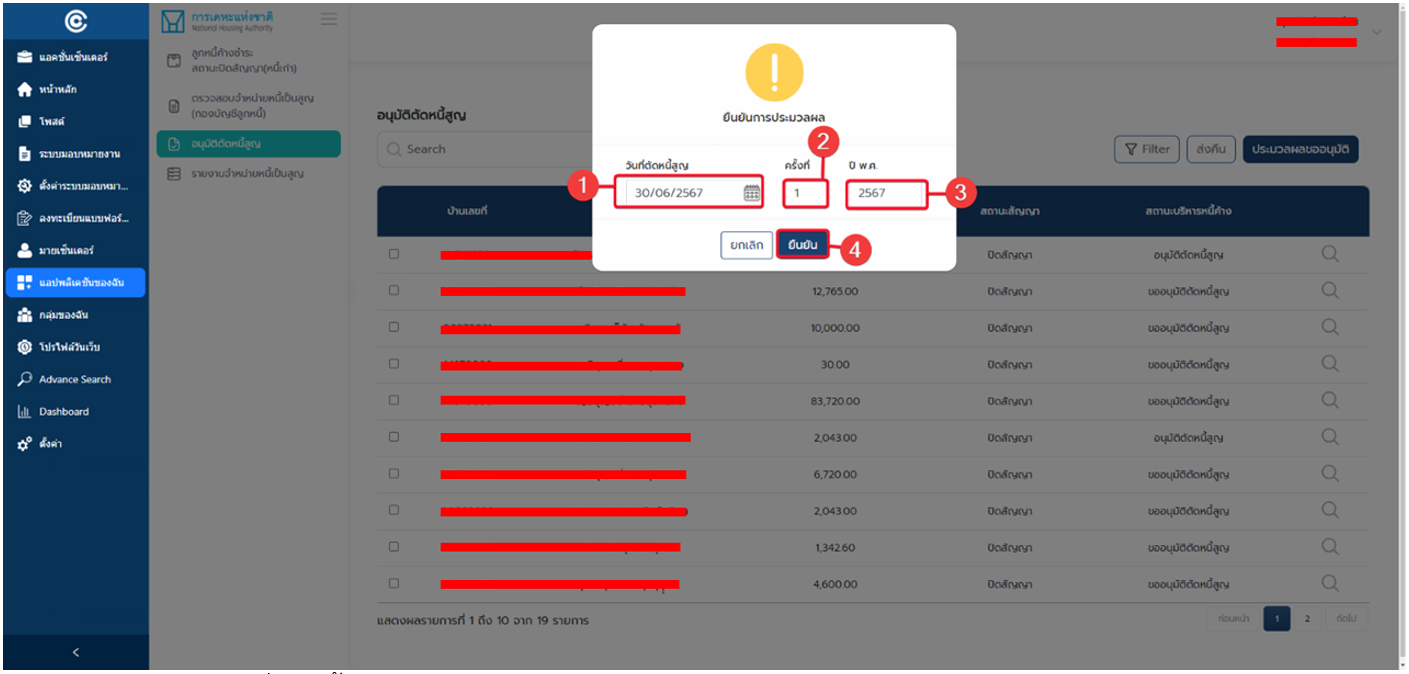 การเคหะแห่งชาติ
National Housing Authority
แอคชั่นเซ็นเตอร์
หน้าหลัก
โพสต์
ระบบมอบหมายงาน
ตั้งค่าระบบมอบหมา...
ลงทะเบียนแบบฟอร์...
มายเซ็นเตอร์
แอปพลิเคชันของฉัน
กลุ่มของฉัน
โปรไฟล์วันเว็บ
Advance Search
Dashboard
ตั้งค่า
<
ลูกหนี้ค้างชำระ
สถานะปิดสัญญา(หนี้เก่า)
ตรวจสอบจำหน่ายหนี้เป็นสูญ
(กองบัญชีลูกหนี้)
อนุมัติตัดหนี้สูญ
รายงานจำหน่ายหนี้เป็นสูญ
อนุมัติตัดหนี้สูญ
Search
Filter ส่งคืน ประมวลผลขออนุมัติ
!
ยืนยันการประมวลผล
2
วันที่ตัดหนี้สูญ ครั้งที่ ปี พ.ศ.
1 30/06/2567 1 2567 3
ยกเลิก ยืนยัน 4
บ้านเลขที่ สถานะสัญญา สถานะบริหารหนี้ค้าง
ปิดสัญญา อนุมัติตัดหนี้สูญ
12,765.00 ปิดสัญญา ขออนุมัติตัดหนี้สูญ
10,000.00 ปิดสัญญา ขออนุมัติตัดหนี้สูญ
30.00 ปิดสัญญา ขออนุมัติตัดหนี้สูญ
83,720.00 ปิดสัญญา ขออนุมัติตัดหนี้สูญ
2,043.00 ปิดสัญญา อนุมัติตัดหนี้สูญ
6,720.00 ปิดสัญญา ขออนุมัติตัดหนี้สูญ
2,043.00 ปิดสัญญา ขออนุมัติตัดหนี้สูญ
1,342.60 ปิดสัญญา ขออนุมัติตัดหนี้สูญ
4,600.00 ปิดสัญญา ขออนุมัติตัดหนี้สูญ
แสดงผลรายการที่ 1 ถึง 10 จาก 19 รายการ
ก่อนหน้า 1 2 ถัดไป